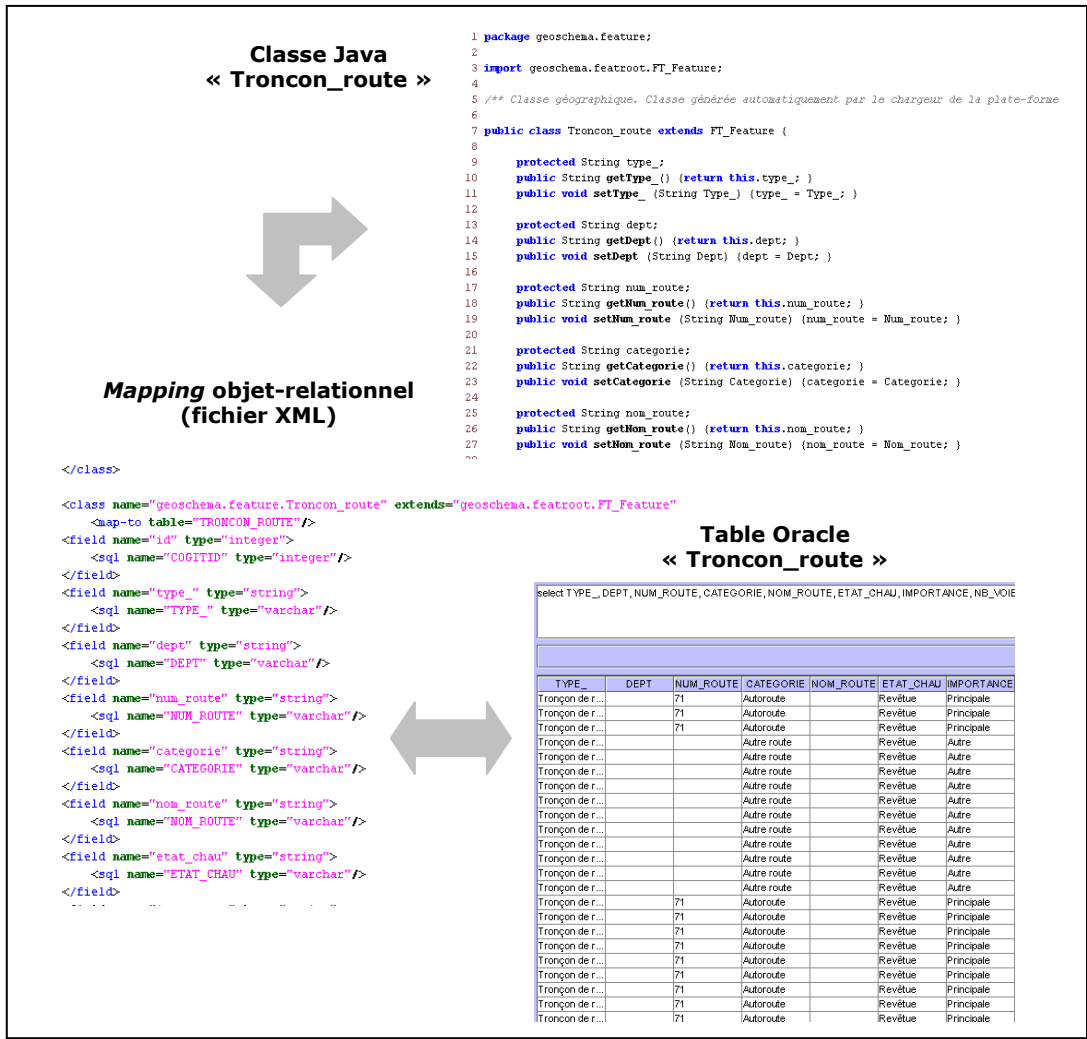 Classe Java
« Troncon_route »
1 package geoschema.feature;
2
3 import geoschema.featroot.FT_Feature;
4
5 /** Classe géographique. Classe générée automatiquement par le chargeur de la plate-forme
6
7 public class Troncon_route extends FT_Feature {
8
9 protected String type_;
10 public String getType_() {return this.type_; }
11 public void setType_ (String Type_) {type_ = Type_; }
12
13 protected String dept;
14 public String getDept() {return this.dept; }
15 public void setDept (String Dept) {dept = Dept; }
16
17 protected String num_route;
18 public String getNum_route() {return this.num_route; }
19 public void setNum_route (String Num_route) {num_route = Num_route; }
20
21 protected String categorie;
22 public String getCategorie() {return this.categorie; }
23 public void setCategorie (String Categorie) {categorie = Categorie; }
24
25 protected String nom_route;
26 public String getNom_route() {return this.nom_route; }
27 public void setNom_route (String Nom_route) {nom_route = Nom_route; }
Mapping objet-relationnel
(fichier XML)
</class>
<class name="geoschema.feature.Troncon_route" extends="geoschema.featroot.FT_Feature"
<map-to table="TRONCON_ROUTE"/>
<field name="id" type="integer">
<sql name="COGITID" type="integer"/>
</field>
<field name="type_" type="string">
<sql name="TYPE_" type="varchar"/>
</field>
<field name="dept" type="string">
<sql name="DEPT" type="varchar"/>
</field>
<field name="num_route" type="string">
<sql name="NUM_ROUTE" type="varchar"/>
</field>
<field name="categorie" type="string">
<sql name="CATEGORIE" type="varchar"/>
</field>
<field name="nom_route" type="string">
<sql name="NOM_ROUTE" type="varchar"/>
</field>
<field name="etat_chau" type="string">
<sql name="ETAT_CHAU" type="varchar"/>
</field>
Table Oracle
« Troncon_route »
select TYPE_, DEPT, NUM_ROUTE, CATEGORIE, NOM_ROUTE, ETAT_CHAU, IMPORTANCE, NB_VOIE
TYPE_ DEPT NUM_ROUTE CATEGORIE NOM_ROUTE ETAT_CHAU IMPORTANCE
Tronçon de r... 71 Autoroute Revêtue Principale
Tronçon de r... 71 Autoroute Revêtue Principale
Tronçon de r... 71 Autoroute Revêtue Principale
Tronçon de r... Autre route Revêtue Autre
Tronçon de r... Autre route Revêtue Autre
Tronçon de r... Autre route Revêtue Autre
Tronçon de r... Autre route Revêtue Autre
Tronçon de r... Autre route Revêtue Autre
Tronçon de r... Autre route Revêtue Autre
Tronçon de r... Autre route Revêtue Autre
Tronçon de r... Autre route Revêtue Autre
Tronçon de r... Autre route Revêtue Autre
Tronçon de r... Autre route Revêtue Autre
Tronçon de r... Autre route Revêtue Autre
Tronçon de r... 71 Autoroute Revêtue Principale
Tronçon de r... 71 Autoroute Revêtue Principale
Tronçon de r... 71 Autoroute Revêtue Principale
Tronçon de r... 71 Autoroute Revêtue Principale
Tronçon de r... 71 Autoroute Revêtue Principale
Tronçon de r... 71 Autoroute Revêtue Principale
Tronçon de r... 71 Autoroute Revêtue Principale
Tronçon de r... 71 Autoroute Revêtue Principale
Tronçon de r... 71 Autoroute Revêtue Principale